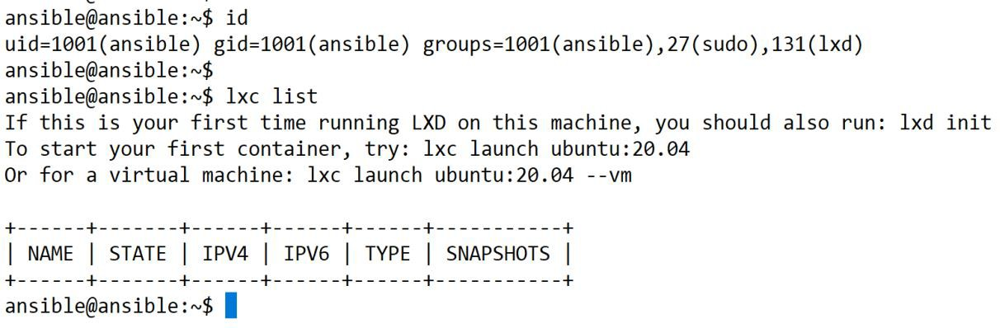 ansible@ansible:~$ id
uid=1001(ansible) gid=1001(ansible) groups=1001(ansible),27(sudo),131(lxd)
ansible@ansible:~$
ansible@ansible:~$ lxc list
If this is your first time running LXD on this machine, you should also run: lxd init
To start your first container, try: lxc launch ubuntu:20.04
Or for a virtual machine: lxc launch ubuntu:20.04 --vm

+------+-------+------+------+------+-----------+
| NAME | STATE | IPV4 | IPV6 | TYPE | SNAPSHOTS |
+------+-------+------+------+------+-----------+
ansible@ansible:~$